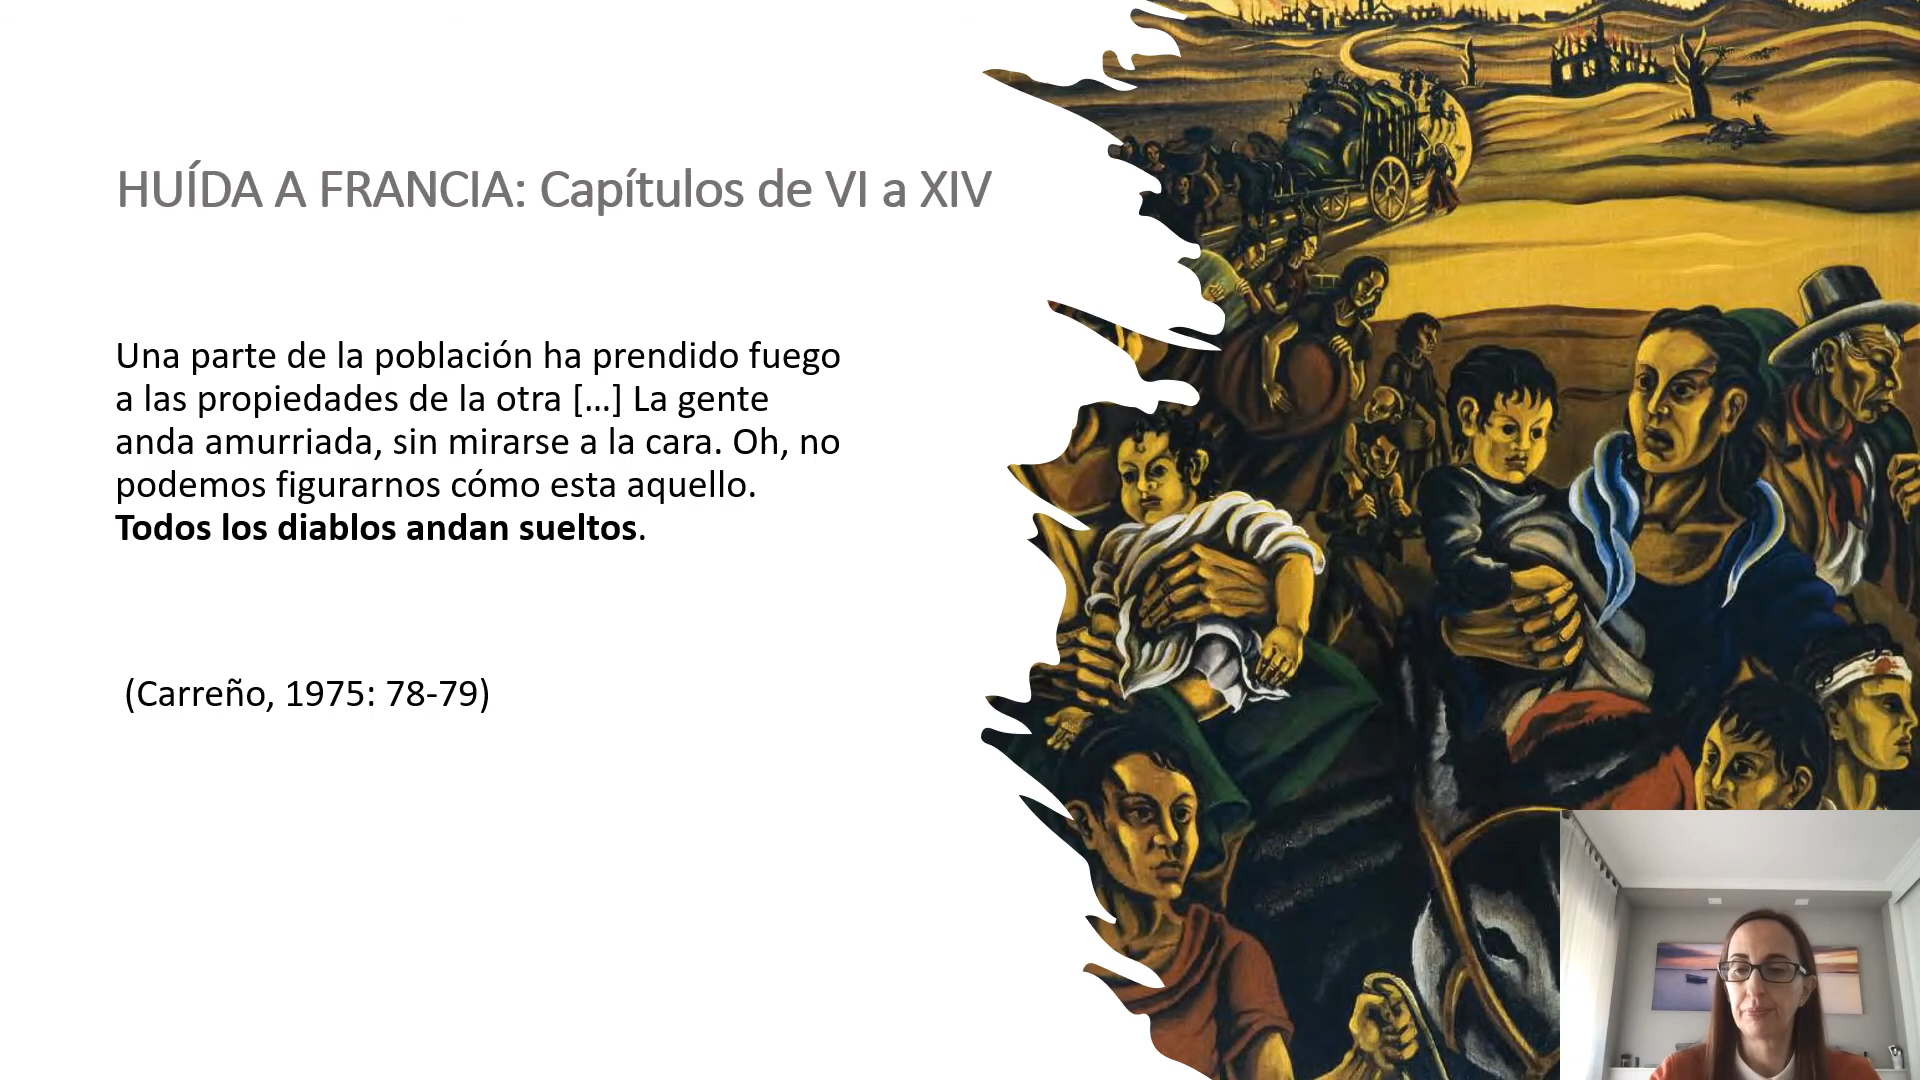 HUÍDA A FRANCIA: Capítulos de VI a XIV
Una parte de la población ha prendido fuego
a las propiedades de la otra […] La gente
anda amurriada, sin mirarse a la cara. Oh, no
podemos figurarnos cómo esta aquello.
Todos los diablos andan sueltos.
(Carreño, 1975: 78-79)